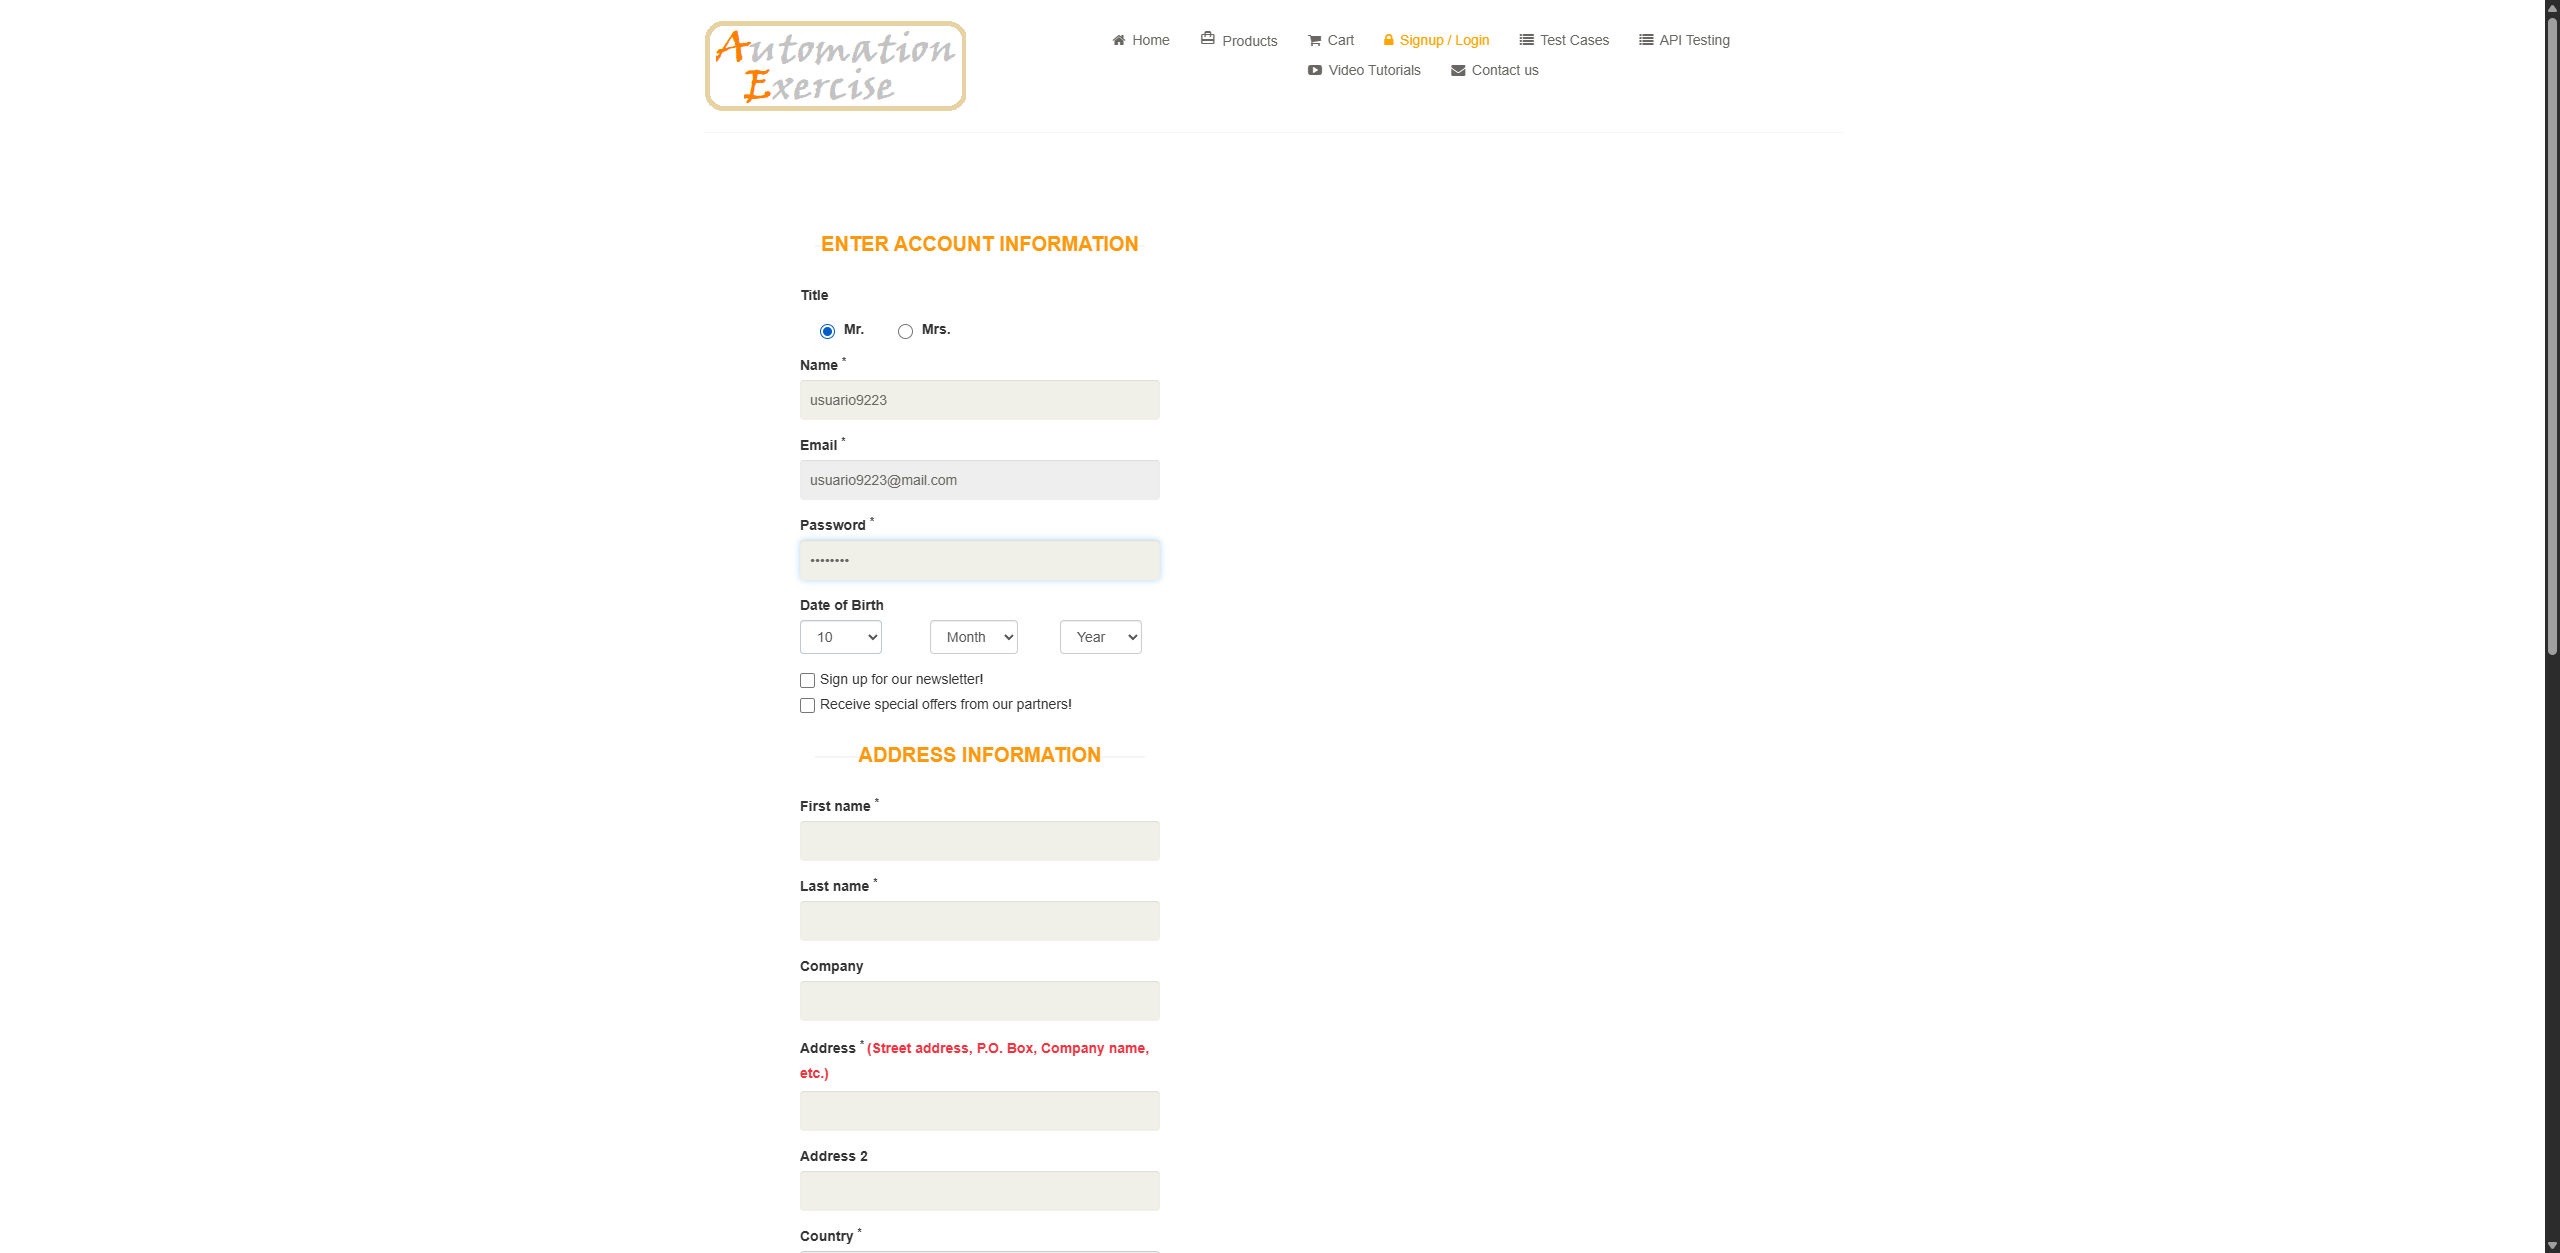 Automation
Exercise
Home
Products
Cart
Signup / Login
Test Cases
API Testing
Video Tutorials
Contact us
ENTER ACCOUNT INFORMATION
Title
Mr.
Mrs.
Name *
usuario9223
Email *
usuario9223@mail.com
Password *
••••••••
Date of Birth
10
Month
Year
Sign up for our newsletter!
Receive special offers from our partners!
ADDRESS INFORMATION
First name *
Last name *
Company
Address * (Street address, P.O. Box, Company name,
etc.)
Address 2
Country *